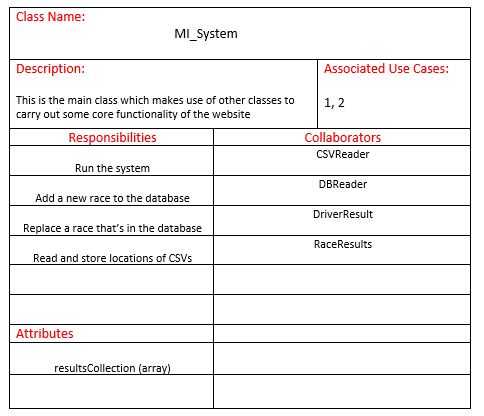 Class Name:
MI_System
Description:
Associated Use Cases:
This is the main class which makes use of other classes to
carry out some core functionality of the website
1, 2
Responsibilities
Collaborators
Run the system
CSVReader
Add a new race to the database
DBReader
Replace a race that's in the database
DriverResult
Read and store locations of CSVs
RaceResults
Attributes
resultsCollection (array)